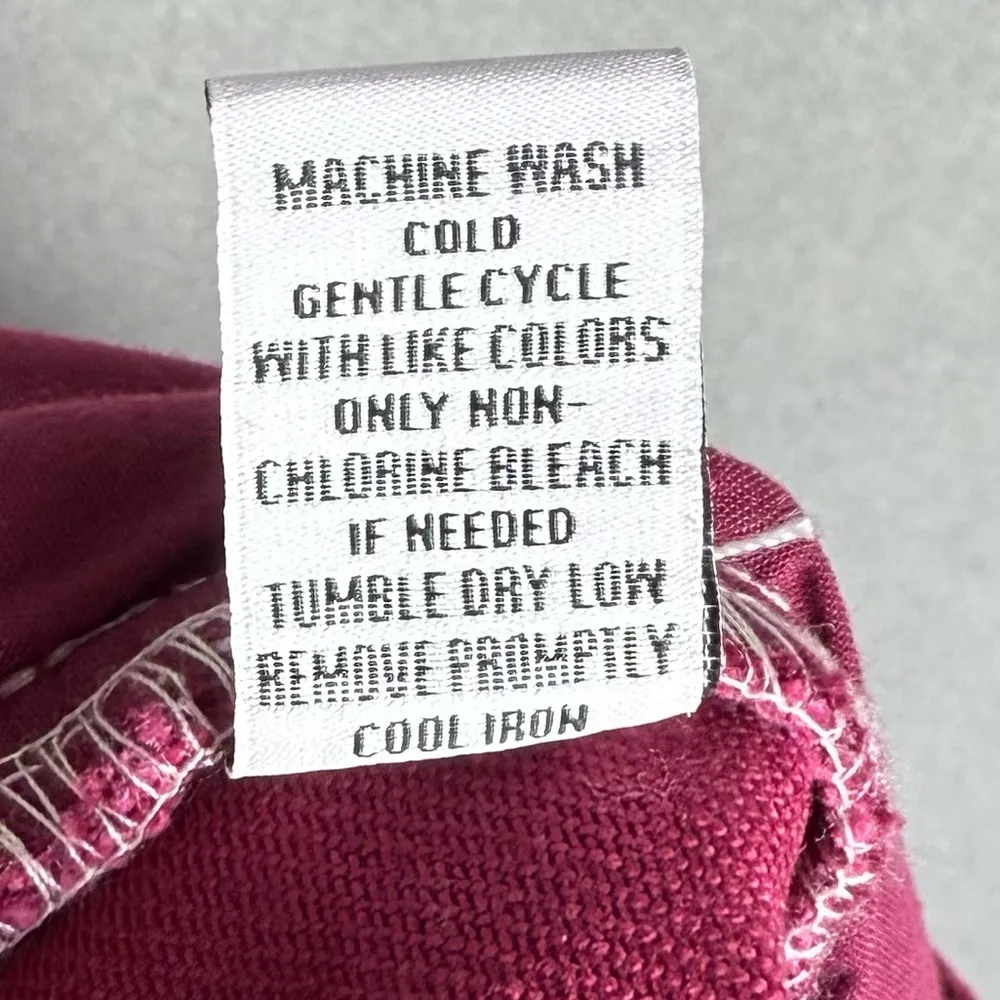 MACHINE WASH
COLD
GENTLE CYCLE
WITH LIKE COLORS
ONLY NON-
CHLORINE BLEACH
IF NEEDED
TUMBLE DRY LOW
REMOVE PROMPTLY
COOL IRON